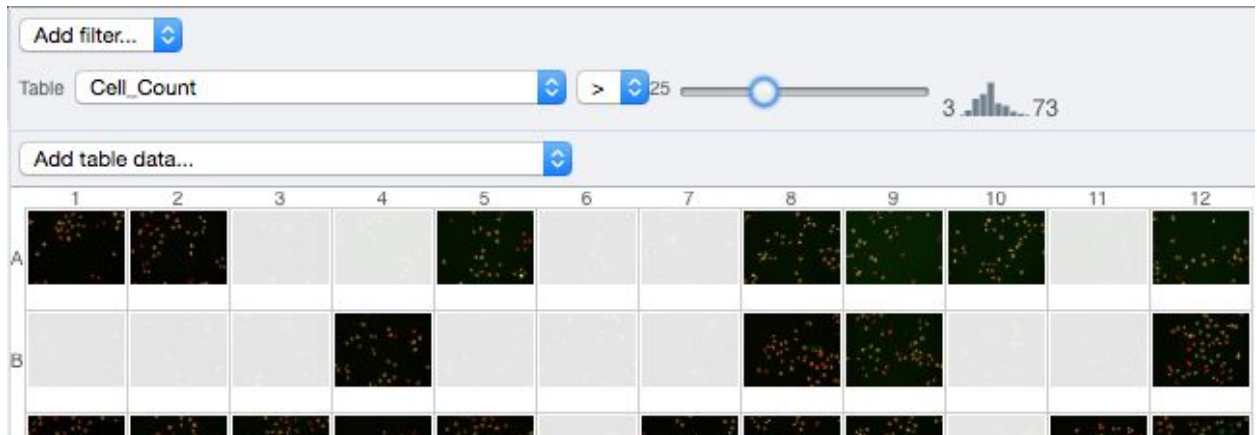 Add filter...
Table Cell_Count > 25 3 73
Add table data...
1 2 3 4 5 6 7 8 9 10 11 12
A
B